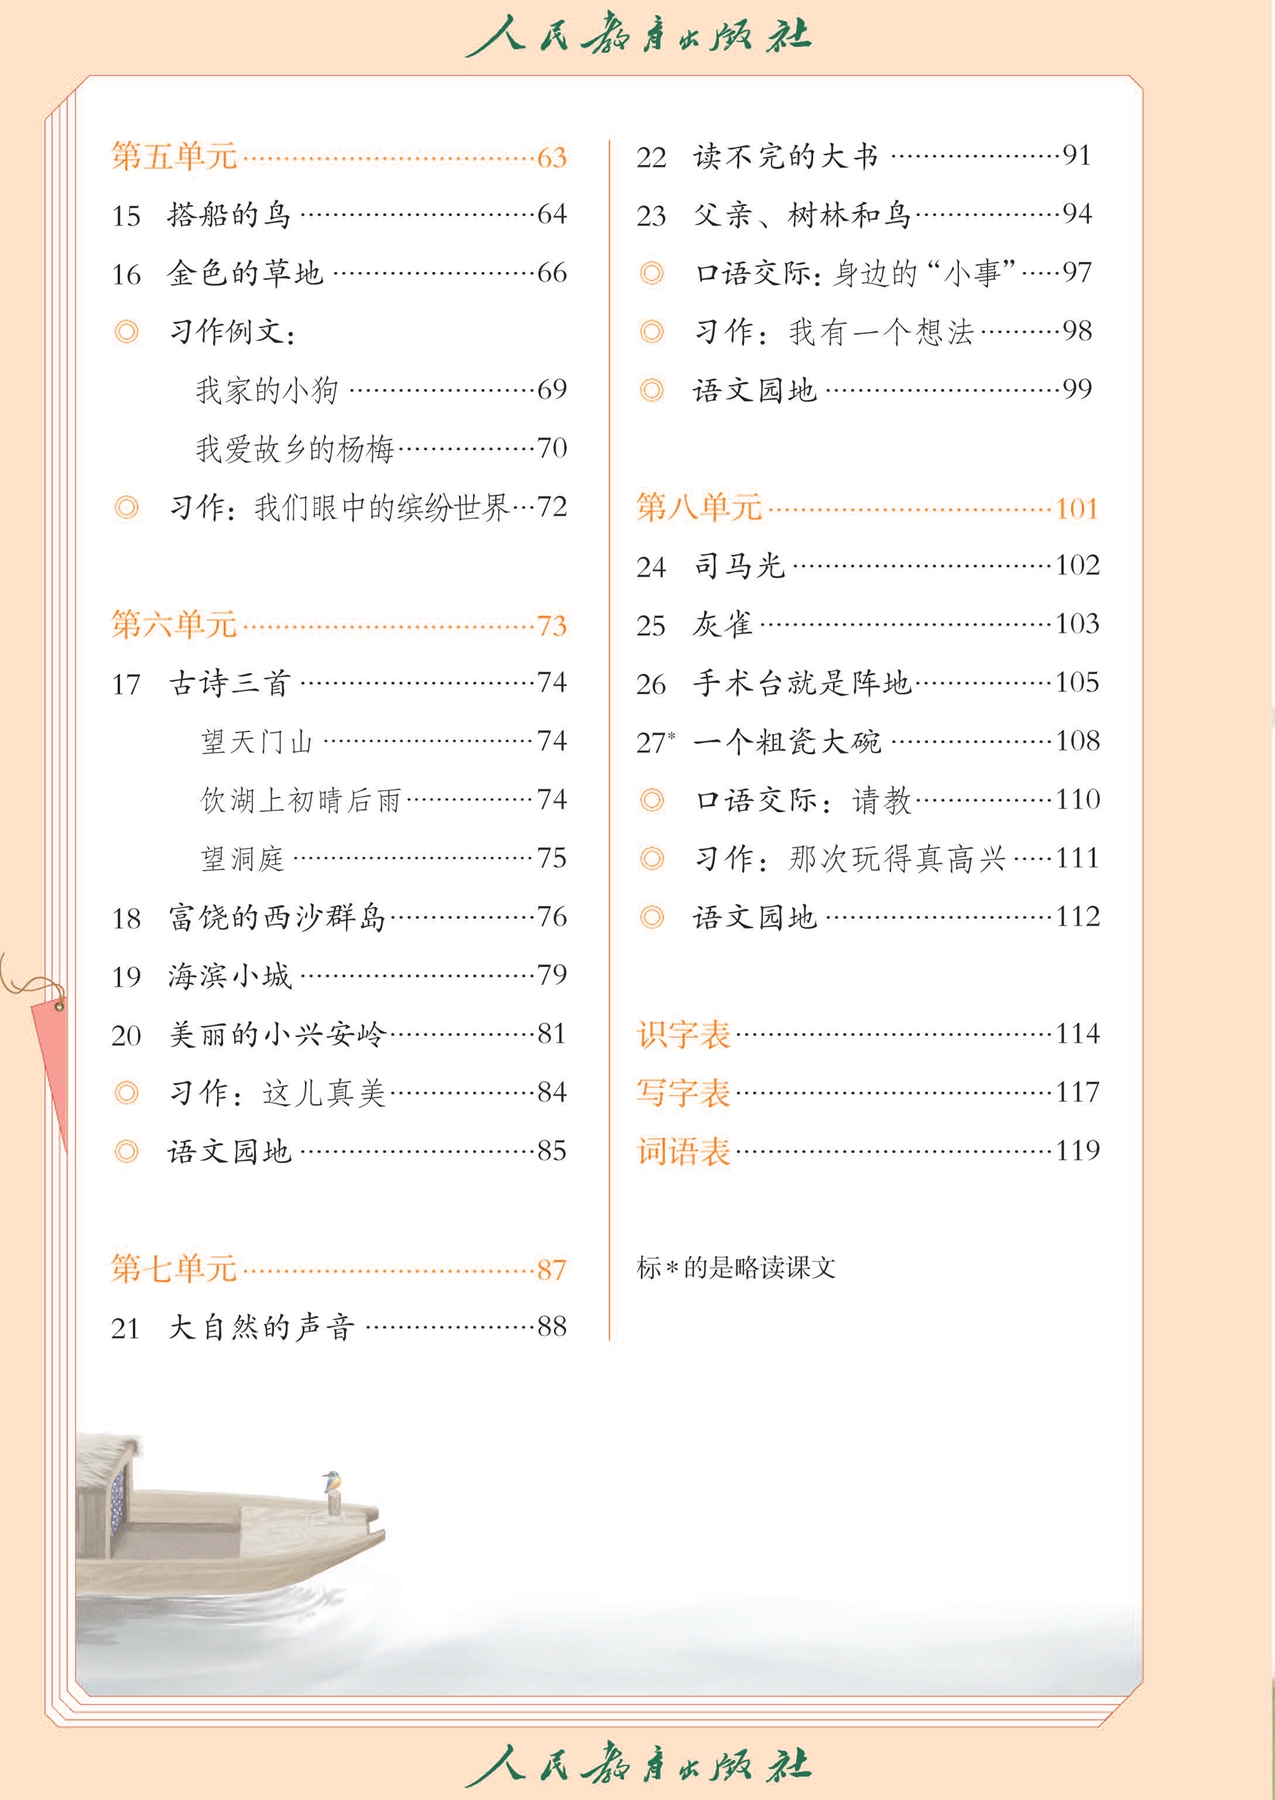 人民教育出版社
第五单元……………………………63
15 搭船的鸟………………………64
16 金色的草地……………………66
◎ 习作例文：
我家的小狗……………………69
我爱故乡的杨梅………………70
◎ 习作：我们眼中的缤纷世界…72
第六单元……………………………73
17 古诗三首………………………74
望天门山………………………74
饮湖上初晴后雨………………74
望洞庭…………………………75
18 富饶的西沙群岛………………76
19 海滨小城………………………79
20 美丽的小兴安岭………………81
◎ 习作：这儿真美………………84
◎ 语文园地………………………85
第七单元……………………………87
21 大自然的声音…………………88
22 读不完的大书…………………91
23 父亲、树林和鸟………………94
◎ 口语交际：身边的“小事”……97
◎ 习作：我有一个想法…………98
◎ 语文园地………………………99
第八单元……………………………101
24 司马光…………………………102
25 灰雀……………………………103
26 手术台就是阵地………………105
27* 一个粗瓷大碗…………………108
◎ 口语交际：请教………………110
◎ 习作：那次玩得真高兴………111
◎ 语文园地………………………112
识字表………………………………114
写字表………………………………117
词语表………………………………119
标*的是略读课文
人民教育出版社